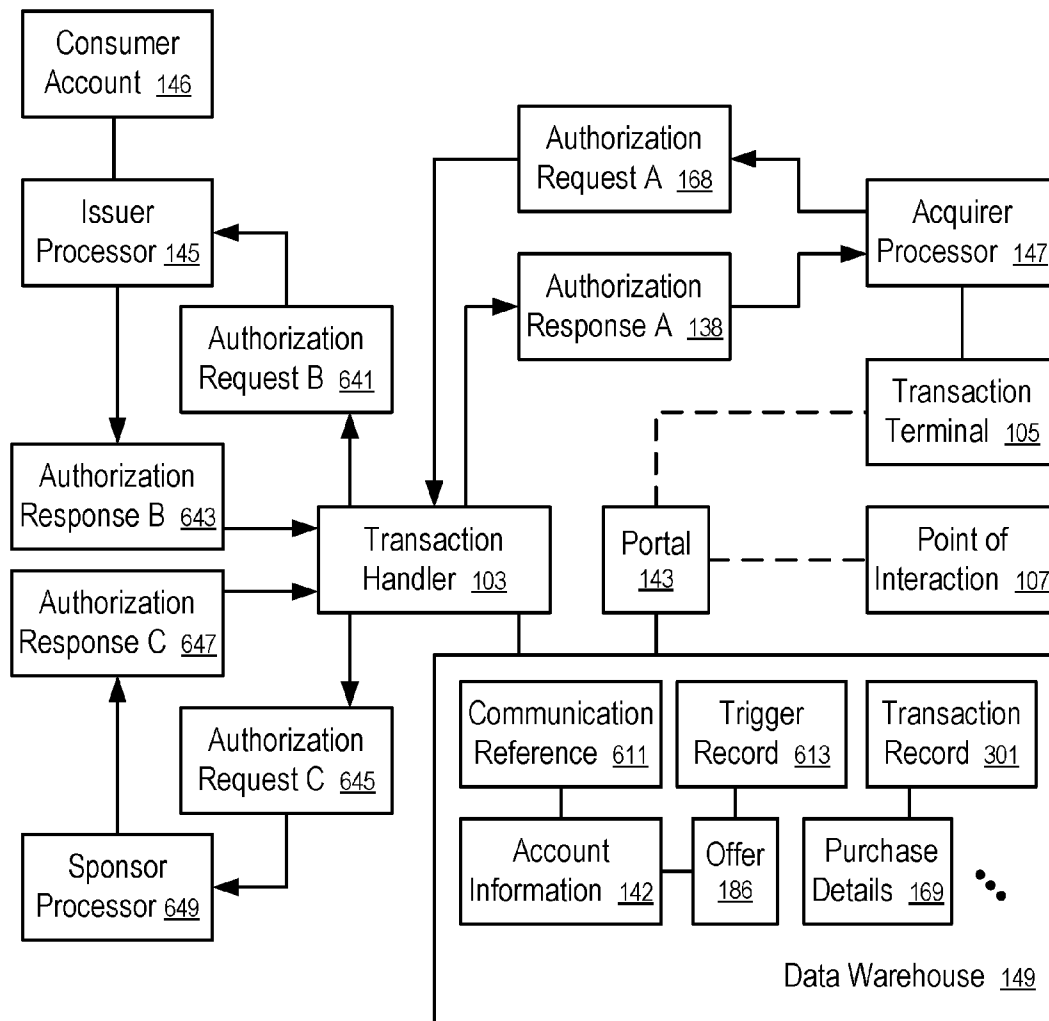 Consumer
Account 146
Authorization
Request A 168
Issuer
Processor 145
Acquirer
Processor 147
Authorization
Response A 138
Authorization
Request B 641
Transaction
Terminal 105
Authorization
Response B 643
Transaction
Handler 103
Portal
143
Point of
Interaction 107
Authorization
Response C 647
Authorization
Request C 645
Communication
Reference 611
Trigger
Record 613
Transaction
Record 301
Sponsor
Processor 649
Account
Information 142
Offer
186
Purchase
Details 169
Data Warehouse 149